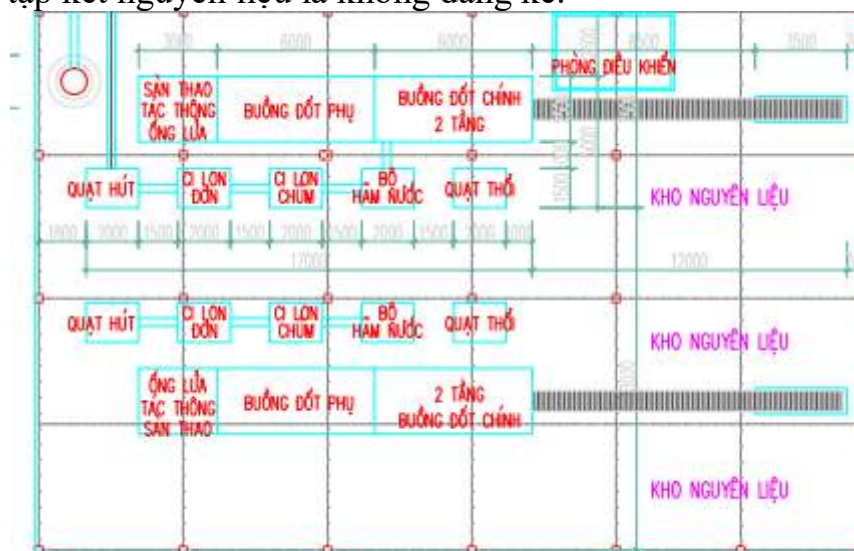 tập kết nguyên liệu là không đáng kể.
3000 6000 6000 8500 3500
PHÒNG ĐIỀU KHIỂN
SÀN THAO
TÁC THÔNG
ỐNG LỬA
BUỒNG ĐỐT PHỤ
BUỒNG ĐỐT CHÍNH
2 TẦNG
QUẠT HÚT
CI LON
ĐƠN
CI LON
CHÙM
BỘ
HÂM NƯỚC
QUẠT THỔI
1500
KHO NGUYÊN LIỆU
1800 2000 1500 2000 1500 2000 1500 2000 1500 2000 1000
17000
12000
QUẠT HÚT
CI LON
ĐƠN
CI LON
CHÙM
BỘ
HÂM NƯỚC
QUẠT THỔI
KHO NGUYÊN LIỆU
ỐNG LỬA
TÁC THÔNG
SÀN THAO
BUỒNG ĐỐT PHỤ
2 TẦNG
BUỒNG ĐỐT CHÍNH
KHO NGUYÊN LIỆU